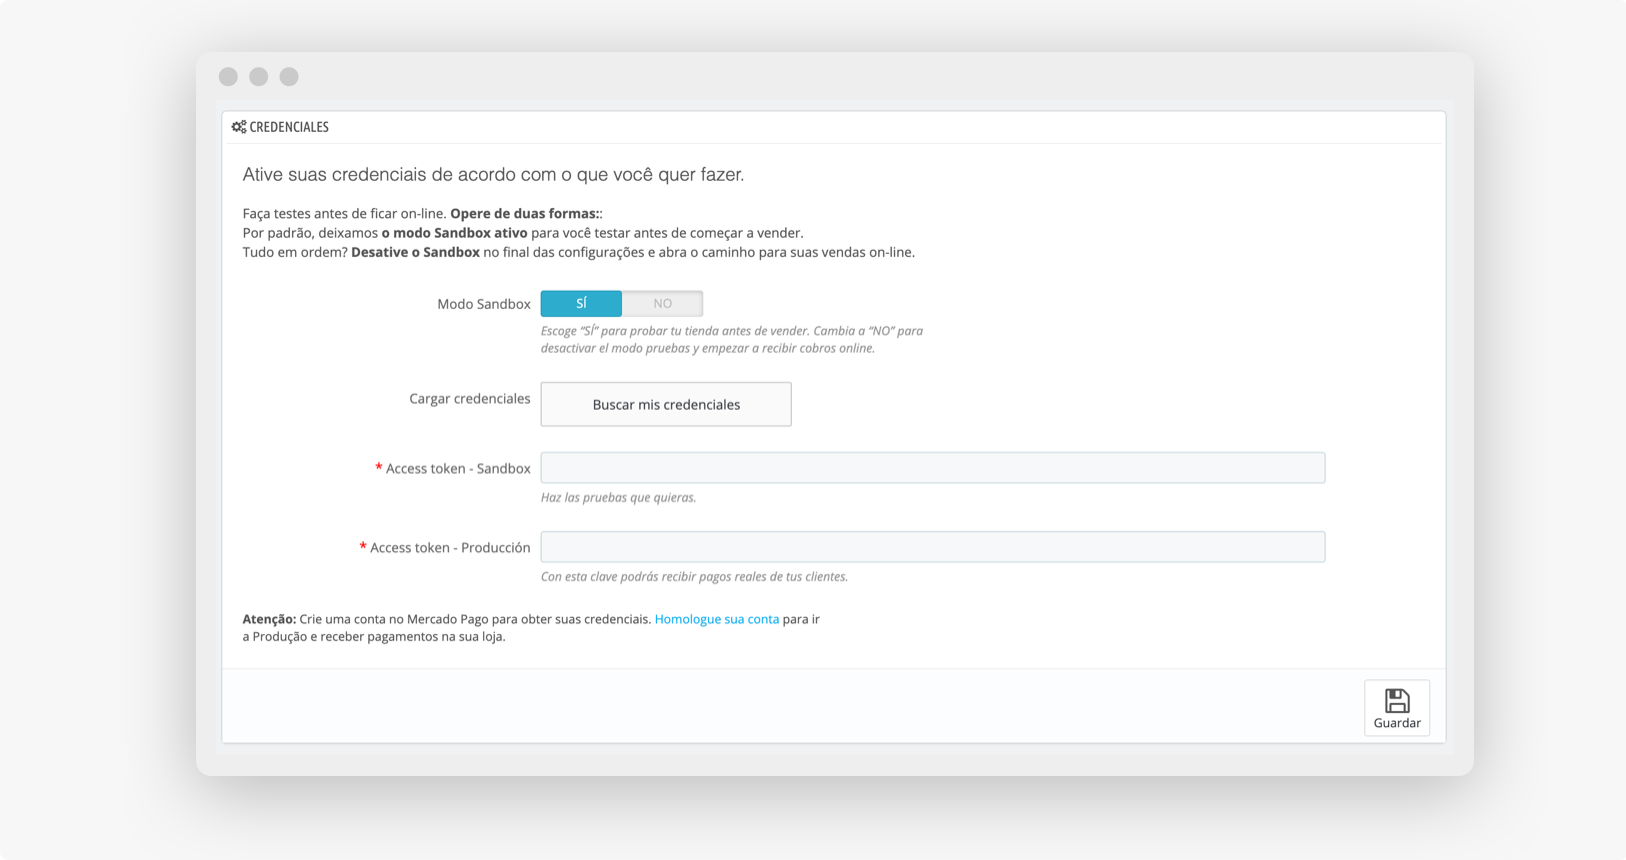 CREDENCIALES
Ative suas credenciais de acordo com o que você quer fazer.
Faça testes antes de ficar on-line. Opere de duas formas::
Por padrão, deixamos o modo Sandbox ativo para você testar antes de começar a vender.
Tudo em ordem? Desative o Sandbox no final das configurações e abra o caminho para suas vendas on-line.
Modo Sandbox SÍ NO
Escoge “SÍ” para probar tu tienda antes de vender. Cambia a “NO” para
desactivar el modo pruebas y empezar a recibir cobros online.
Cargar credenciales Buscar mis credenciales
* Access token - Sandbox
Haz las pruebas que quieras.
* Access token - Producción
Con esta clave podrás recibir pagos reales de tus clientes.
Atenção: Crie uma conta no Mercado Pago para obter suas credenciais. Homologue sua conta para ir
a Produção e receber pagamentos na sua loja.
Guardar